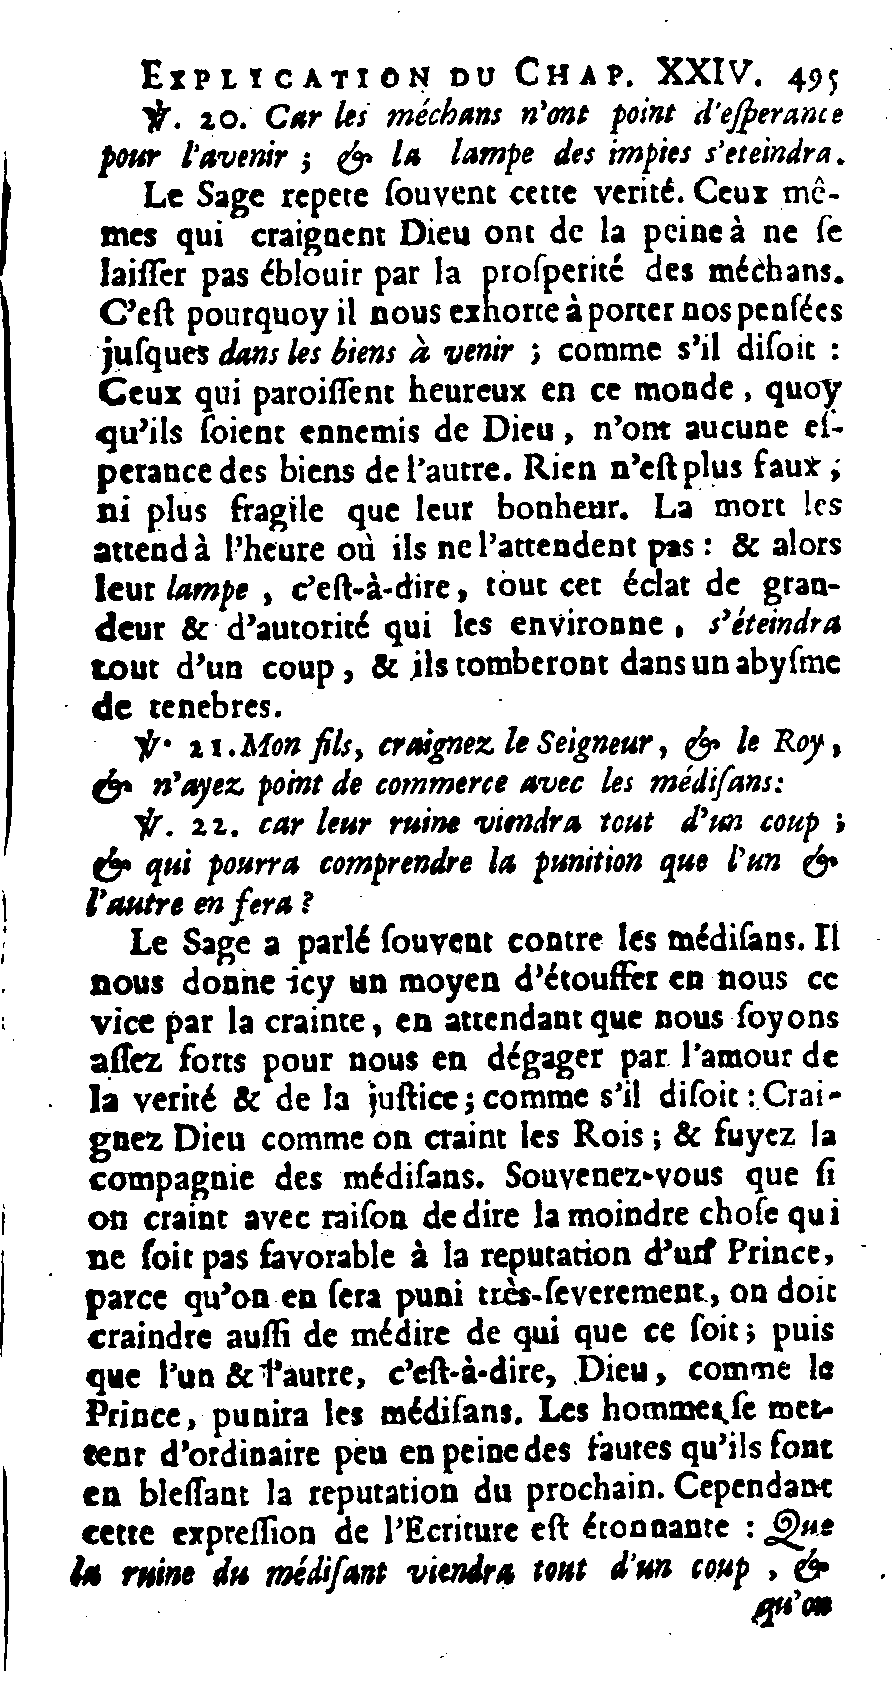 EXPLICATION DU CHAP. XXIV. 495
℣. 20. Car les méchans n'ont point d'eſperance
pour l'avenir ; & la lampe des impies s'eteindra.
Le Sage repete ſouvent cette verité. Ceux mê-
mes qui craignent Dieu ont de la peine à ne ſe
laiſſer pas éblouir par la proſperité des méchans.
C'eſt pourquoy il nous exhorte à porter nos penſées
juſques dans les biens à venir ; comme s'il diſoit :
Ceux qui paroiſſent heureux en ce monde, quoy
qu'ils ſoient ennemis de Dieu, n'ont aucune eſ-
perance des biens de l'autre. Rien n'eſt plus faux ;
ni plus fragile que leur bonheur. La mort les
attend à l'heure où ils ne l'attendent pas : & alors
leur lampe, c'eſt-à-dire, tout cet éclat de gran-
deur & d'autorité qui les environne, s'éteindra
tout d'un coup, & ils tomberont dans un abyſme
de tenebres.
℣. 21. Mon fils, craignez le Seigneur, & le Roy,
& n'ayez point de commerce avec les médiſans:
℣. 22. car leur ruine viendra tout d'un coup ;
& qui pourra comprendre la punition que l'un &
l'autre en fera ?
Le Sage a parlé ſouvent contre les médiſans. Il
nous donne icy un moyen d'étouffer en nous ce
vice par la crainte, en attendant que nous ſoyons
aſſez forts pour nous en dégager par l'amour de
la verité & de la juſtice ; comme s'il diſoit : Crai-
gnez Dieu comme on craint les Rois ; & fuyez la
compagnie des médiſans. Souvenez-vous que ſi
on craint avec raiſon de dire la moindre choſe qui
ne ſoit pas favorable à la reputation d'un Prince,
parce qu'on en ſera puni très-ſeverement, on doit
craindre auſſi de médire de qui que ce ſoit ; puis
que l'un & l'autre, c'eſt-à-dire, Dieu, comme le
Prince, punira les médiſans. Les hommes ſe met-
tent d'ordinaire peu en peine des fautes qu'ils font
en bleſſant la reputation du prochain. Cependant
cette expreſſion de l'Ecriture eſt étonnante : Que
la ruine du médiſant viendra tout d'un coup, &
qu'on